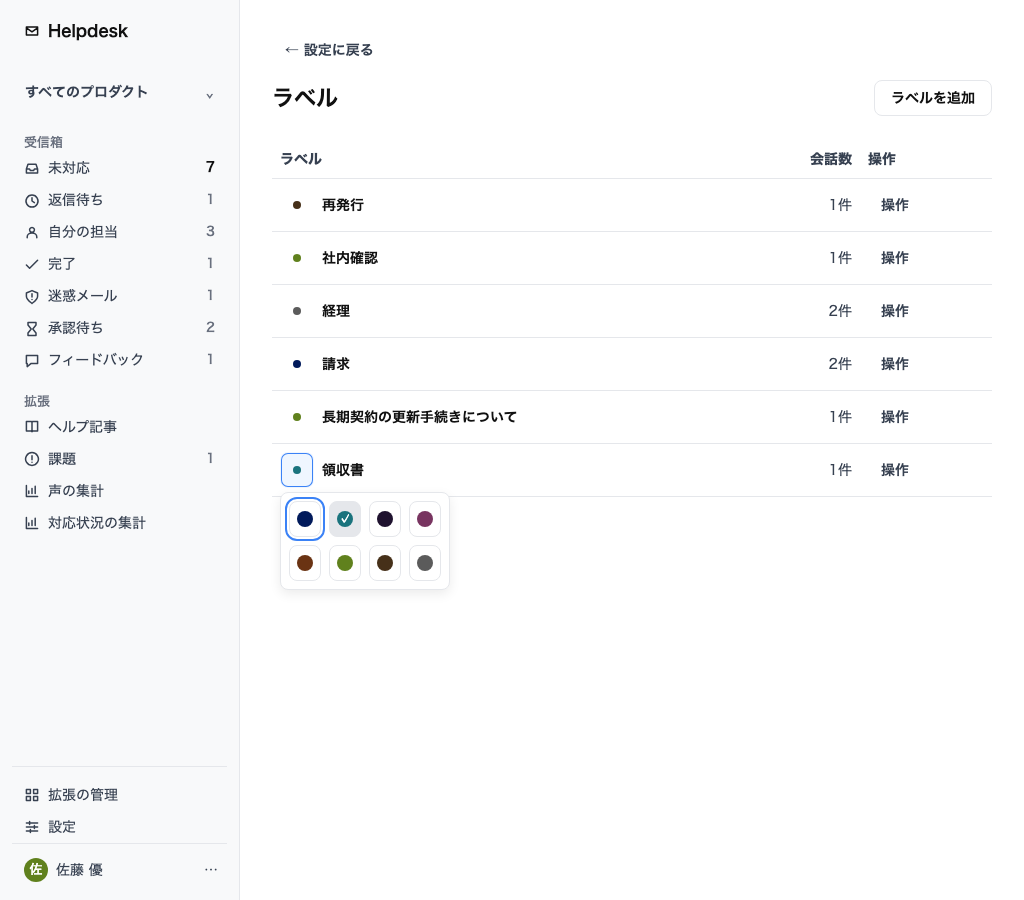 Helpdesk
すべてのプロダクト
受信箱
未対応 7
返信待ち 1
自分の担当 3
完了 1
迷惑メール 1
承認待ち 2
フィードバック 1
拡張
ヘルプ記事
課題 1
声の集計
対応状況の集計
拡張の管理
設定
佐 佐藤 優 …
← 設定に戻る
ラベル
ラベルを追加
ラベル 会話数 操作
再発行 1件 操作
社内確認 1件 操作
経理 2件 操作
請求 2件 操作
長期契約の更新手続きについて 1件 操作
領収書 1件 操作